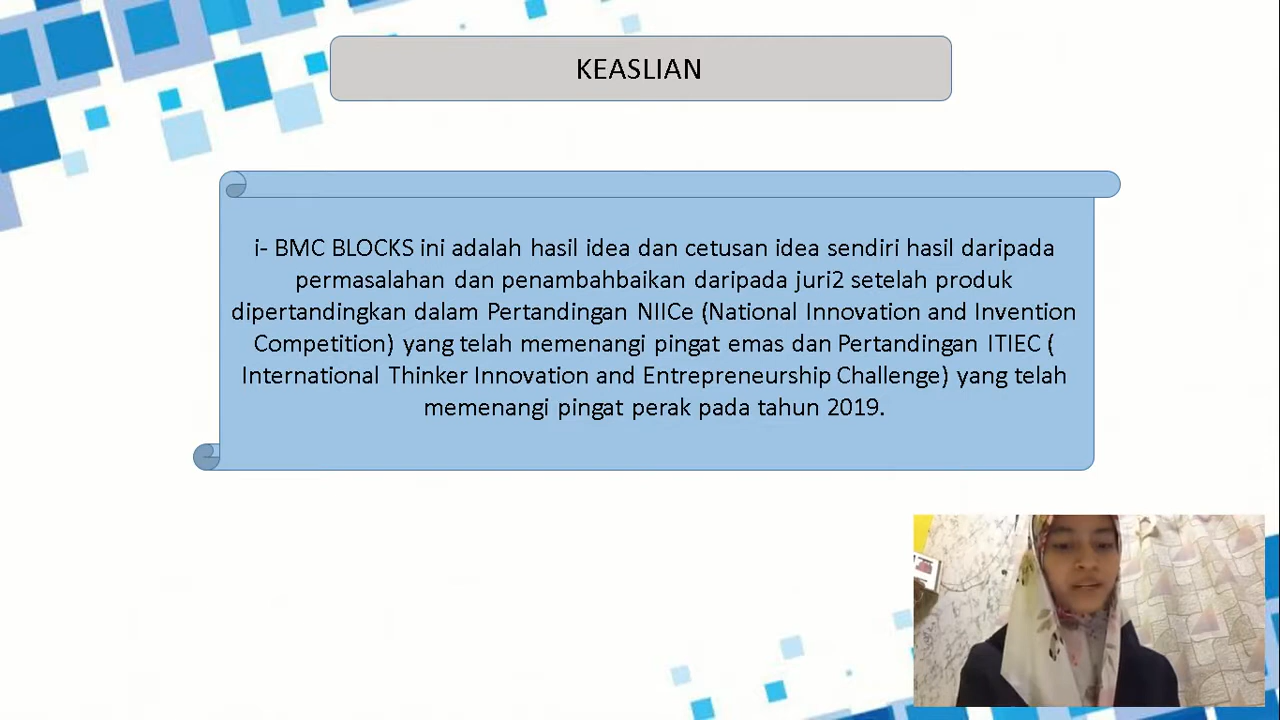 KEASLIAN
i- BMC BLOCKS ini adalah hasil idea dan cetusan idea sendiri hasil daripada
permasalahan dan penambahbaikan daripada juri2 setelah produk
dipertandingkan dalam Pertandingan NIICe (National Innovation and Invention
Competition) yang telah memenangi pingat emas dan Pertandingan ITIEC (
International Thinker Innovation and Entrepreneurship Challenge) yang telah
memenangi pingat perak pada tahun 2019.